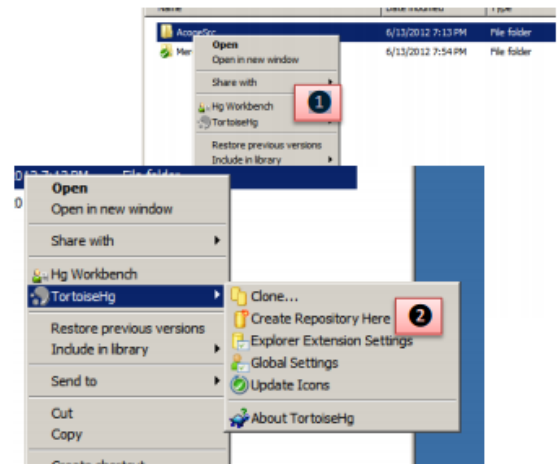 Name Date modified Type
AcogeSrc 6/13/2012 7:13 PM File folder
Mer 6/13/2012 7:54 PM File folder
Open
Open in new window
Share with
1
Hg Workbench
TortoiseHg
Restore previous versions
Include in library
Open
Open in new window
Share with
Hg Workbench
TortoiseHg
Clone...
Create Repository Here
2
Explorer Extension Settings
Global Settings
Update Icons
About TortoiseHg
Restore previous versions
Include in library
Send to
Cut
Copy